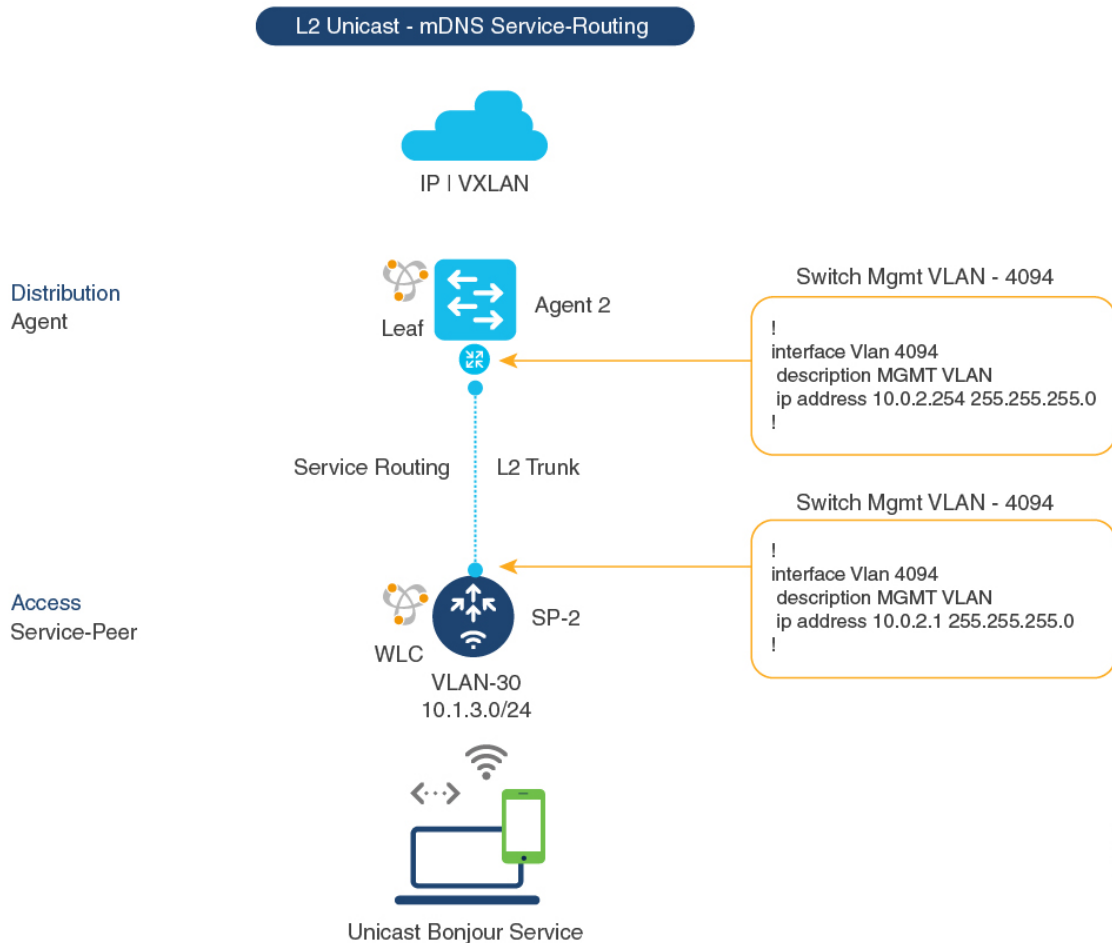 L2 Unicast - mDNS Service-Routing
IP | VXLAN
Distribution
Agent
Leaf
Agent 2
Switch Mgmt VLAN - 4094
!
interface Vlan 4094
description MGMT VLAN
ip address 10.0.2.254 255.255.255.0
!
Service Routing
L2 Trunk
Switch Mgmt VLAN - 4094
!
interface Vlan 4094
description MGMT VLAN
ip address 10.0.2.1 255.255.255.0
!
Access
Service-Peer
WLC
SP-2
VLAN-30
10.1.3.0/24
Unicast Bonjour Service